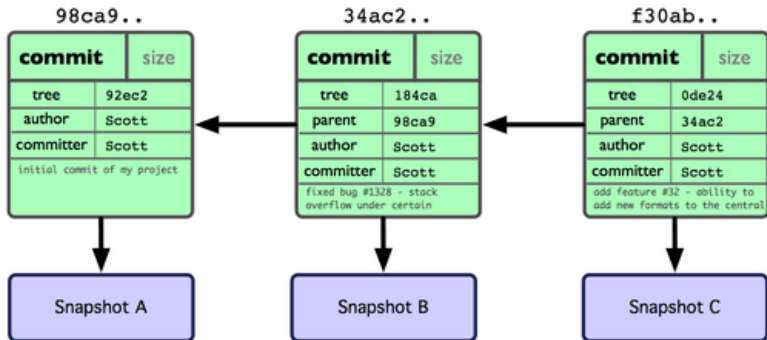 98ca9..
34ac2..
f30ab..
commit size
tree 92ec2
author Scott
committer Scott
initial commit of my project
Snapshot A
commit size
tree 184ca
parent 98ca9
author Scott
committer Scott
fixed bug #1328 - stack
overflow under certain
Snapshot B
commit size
tree 0de24
parent 34ac2
author Scott
committer Scott
add feature #32 - ability to
add new formats to the central
Snapshot C